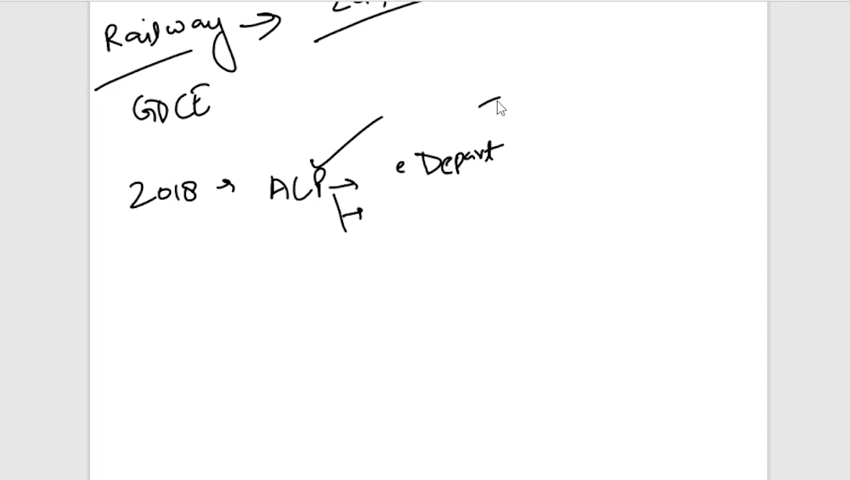 Railway →
GDCE
2018 → ALP → e Depart